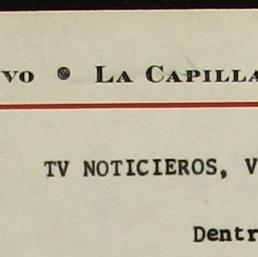 VO • LA CAPILLA
TV NOTICIEROS, V
Dentr